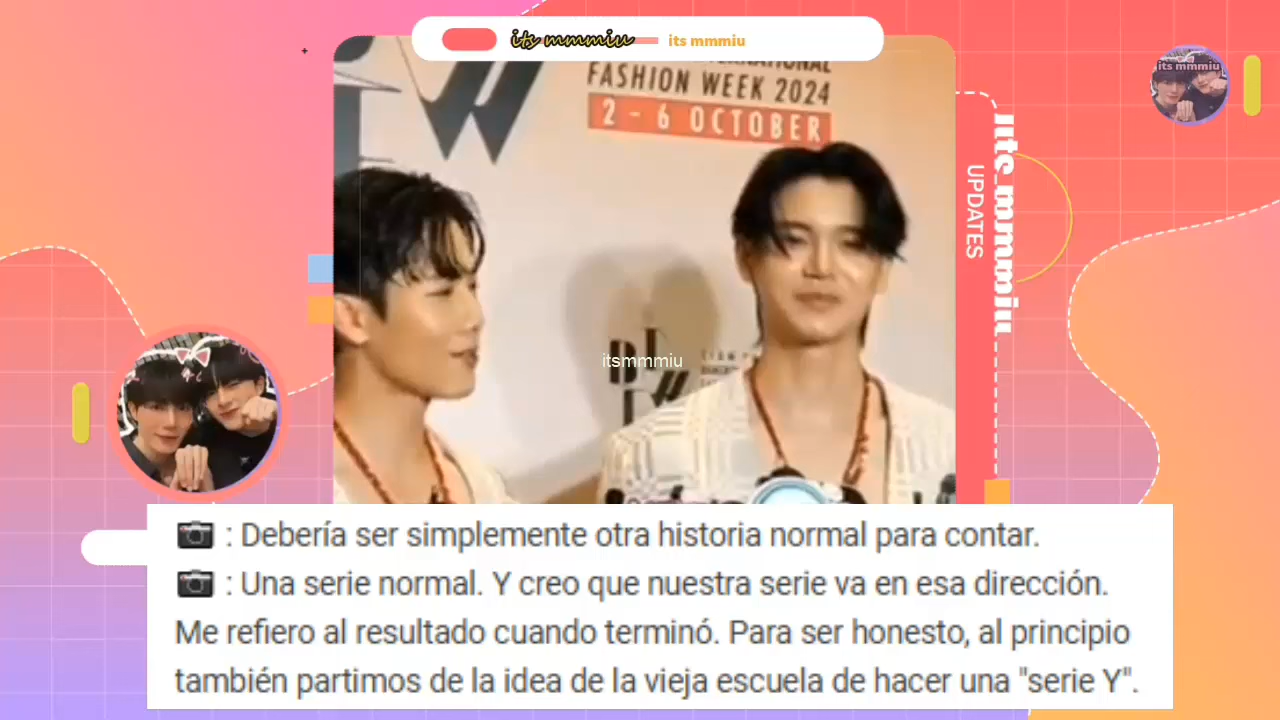 its mmmiu
its mmmiu
its mmmiu
FASHION WEEK 2024
2 - 6 OCTOBER
its mmmiu
UPDATES
itsmmmiu
📷 : Debería ser simplemente otra historia normal para contar.
📷 : Una serie normal. Y creo que nuestra serie va en esa dirección.
Me refiero al resultado cuando terminó. Para ser honesto, al principio
también partimos de la idea de la vieja escuela de hacer una "serie Y".